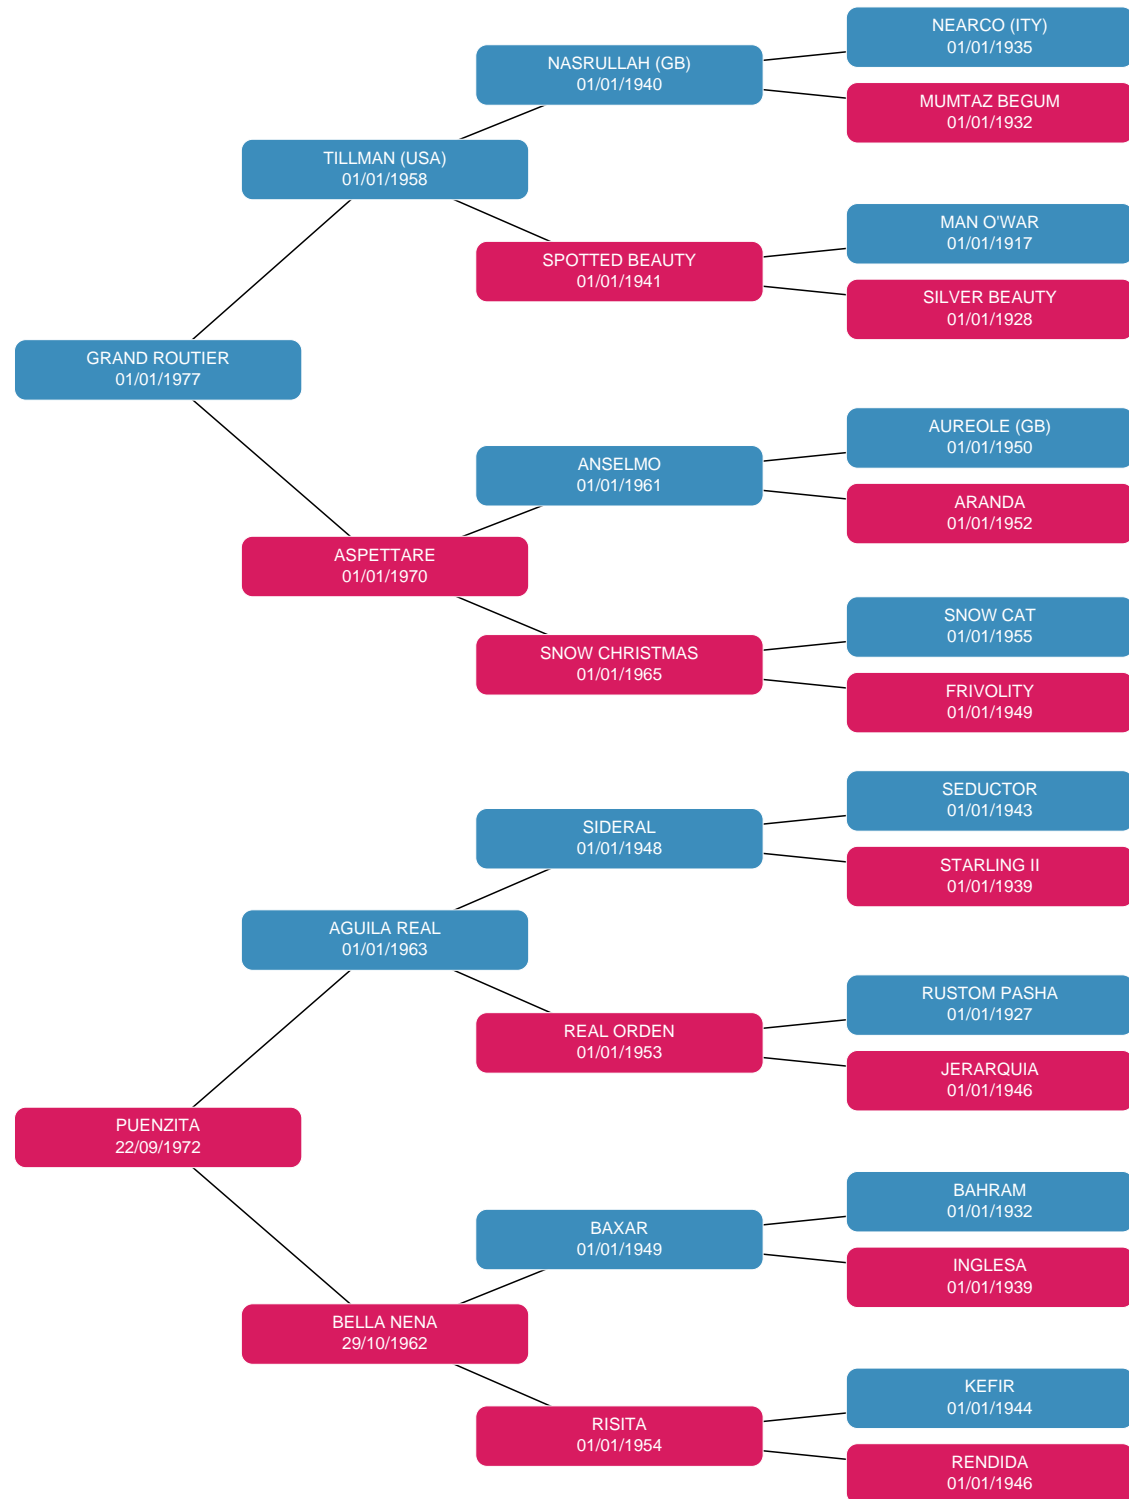 NEARCO (ITY)
01/01/1935
NASRULLAH (GB)
01/01/1940
MUMTAZ BEGUM
01/01/1932
TILLMAN (USA)
01/01/1958
MAN O'WAR
01/01/1917
SPOTTED BEAUTY
01/01/1941
SILVER BEAUTY
01/01/1928
GRAND ROUTIER
01/01/1977
AUREOLE (GB)
01/01/1950
ANSELMO
01/01/1961
ARANDA
01/01/1952
ASPETTARE
01/01/1970
SNOW CAT
01/01/1955
SNOW CHRISTMAS
01/01/1965
FRIVOLITY
01/01/1949
SEDUCTOR
01/01/1943
SIDERAL
01/01/1948
STARLING II
01/01/1939
AGUILA REAL
01/01/1963
RUSTOM PASHA
01/01/1927
REAL ORDEN
01/01/1953
JERARQUIA
01/01/1946
PUENZITA
22/09/1972
BAHRAM
01/01/1932
BAXAR
01/01/1949
INGLESA
01/01/1939
BELLA NENA
29/10/1962
KEFIR
01/01/1944
RISITA
01/01/1954
RENDIDA
01/01/1946